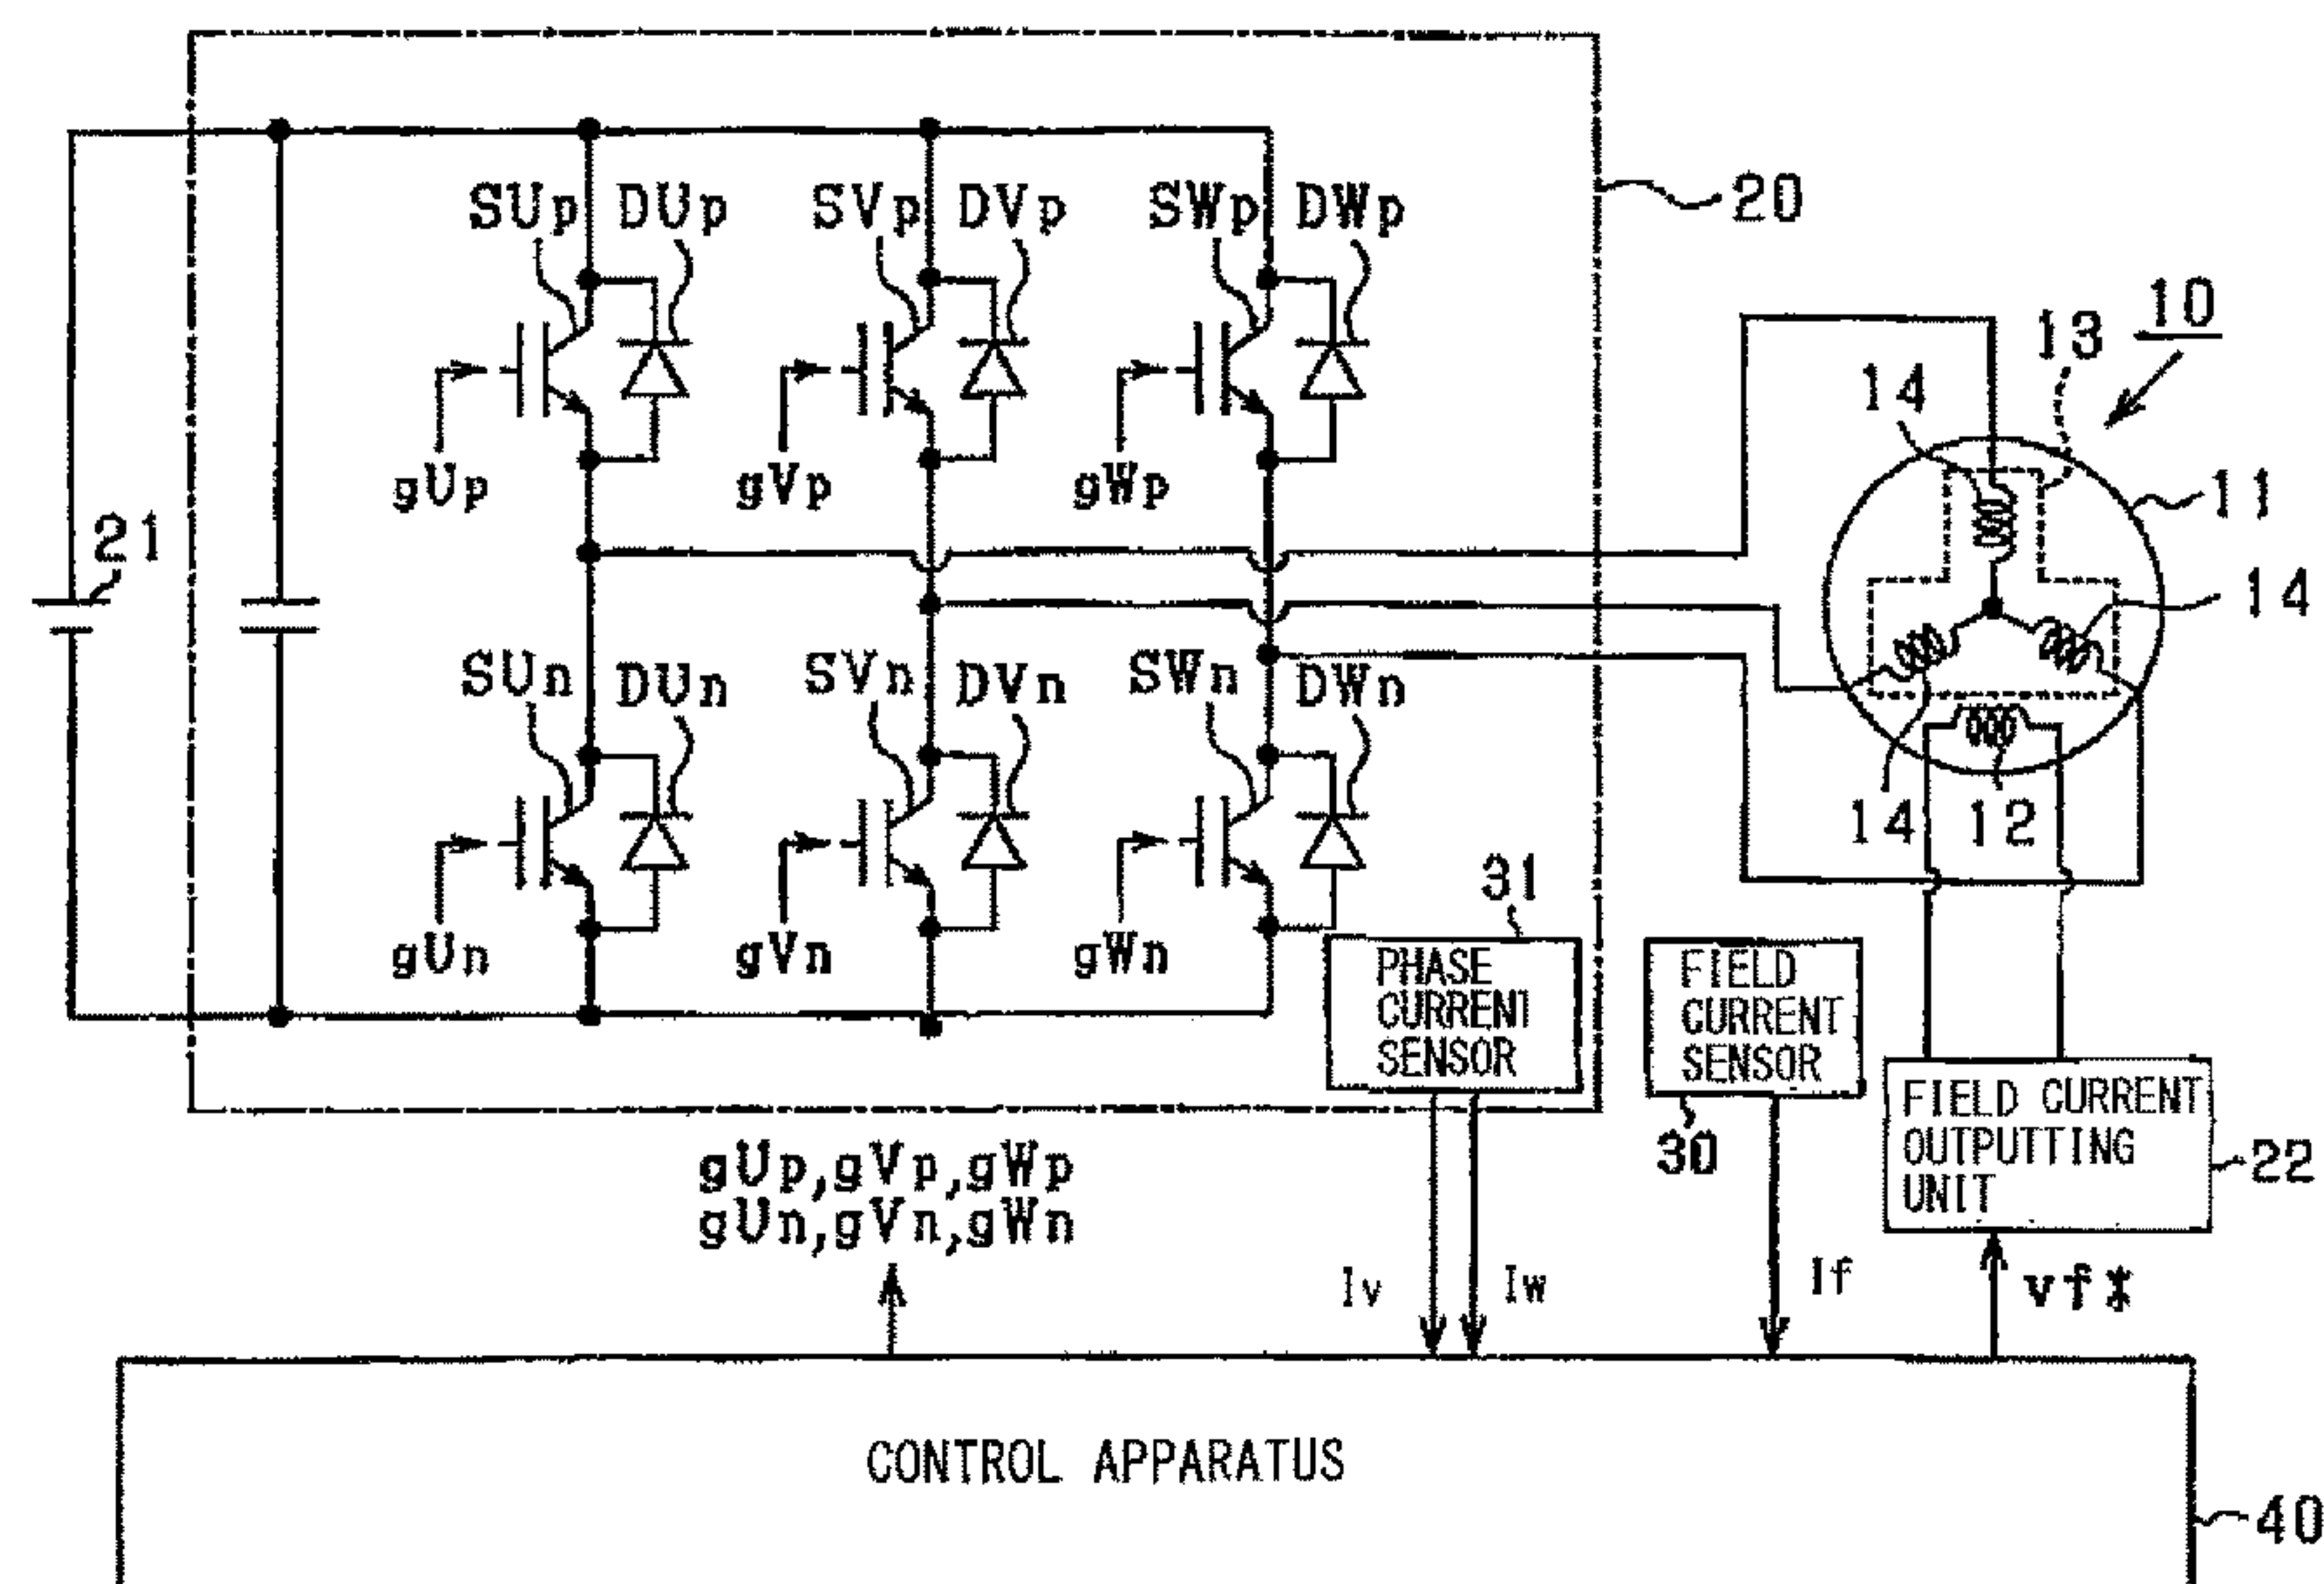 SUp DUp SVp DVp SWp DWp
20
10
13
14
gUp gVp gWp
11
21
14
SUn DUn SVn DVn SWn DWn
14 12
31
gUn gVn gWn
PHASE
CURRENT
SENSOR
FIELD
CURRENT
SENSOR
30
FIELD CURRENT
OUTPUTTING
UNIT
22
gUp,gVp,gWp
gUn,gVn,gWn
Iv Iw If vf*
CONTROL APPARATUS
40